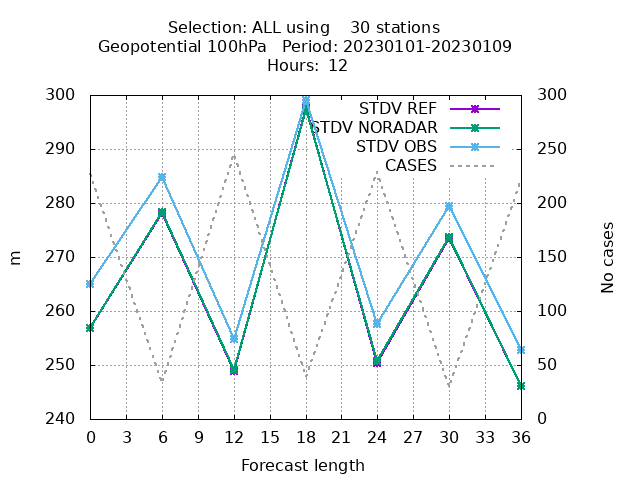 Selection: ALL using    30 stations
Geopotential 100hPa   Period: 20230101-20230109
Hours:  12
300 300
STDV REF
STDV NORADAR
290 250
STDV OBS
CASES
280 200
270 150
m
No cases
260 100
250 50
240 0
0 3 6 9 12 15 18 21 24 27 30 33 36
Forecast length